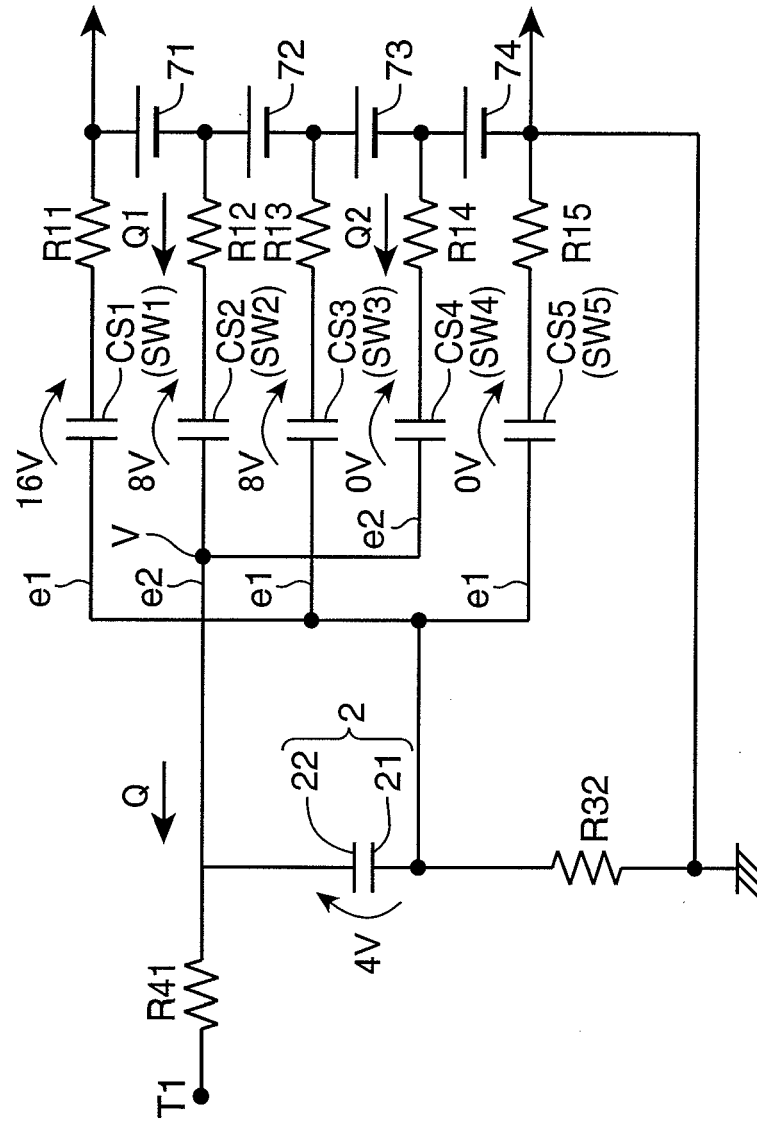 16V
R11
71
CS1
(SW1)
Q1
e1
V
8V
R12
72
CS2
(SW2)
R13
e2
8V
CS3
(SW3)
Q2
73
e1
0V
R14
CS4
(SW4)
74
e2
0V
R15
CS5
(SW5)
e1
Q
T1
R41
22
21
2
4V
R32